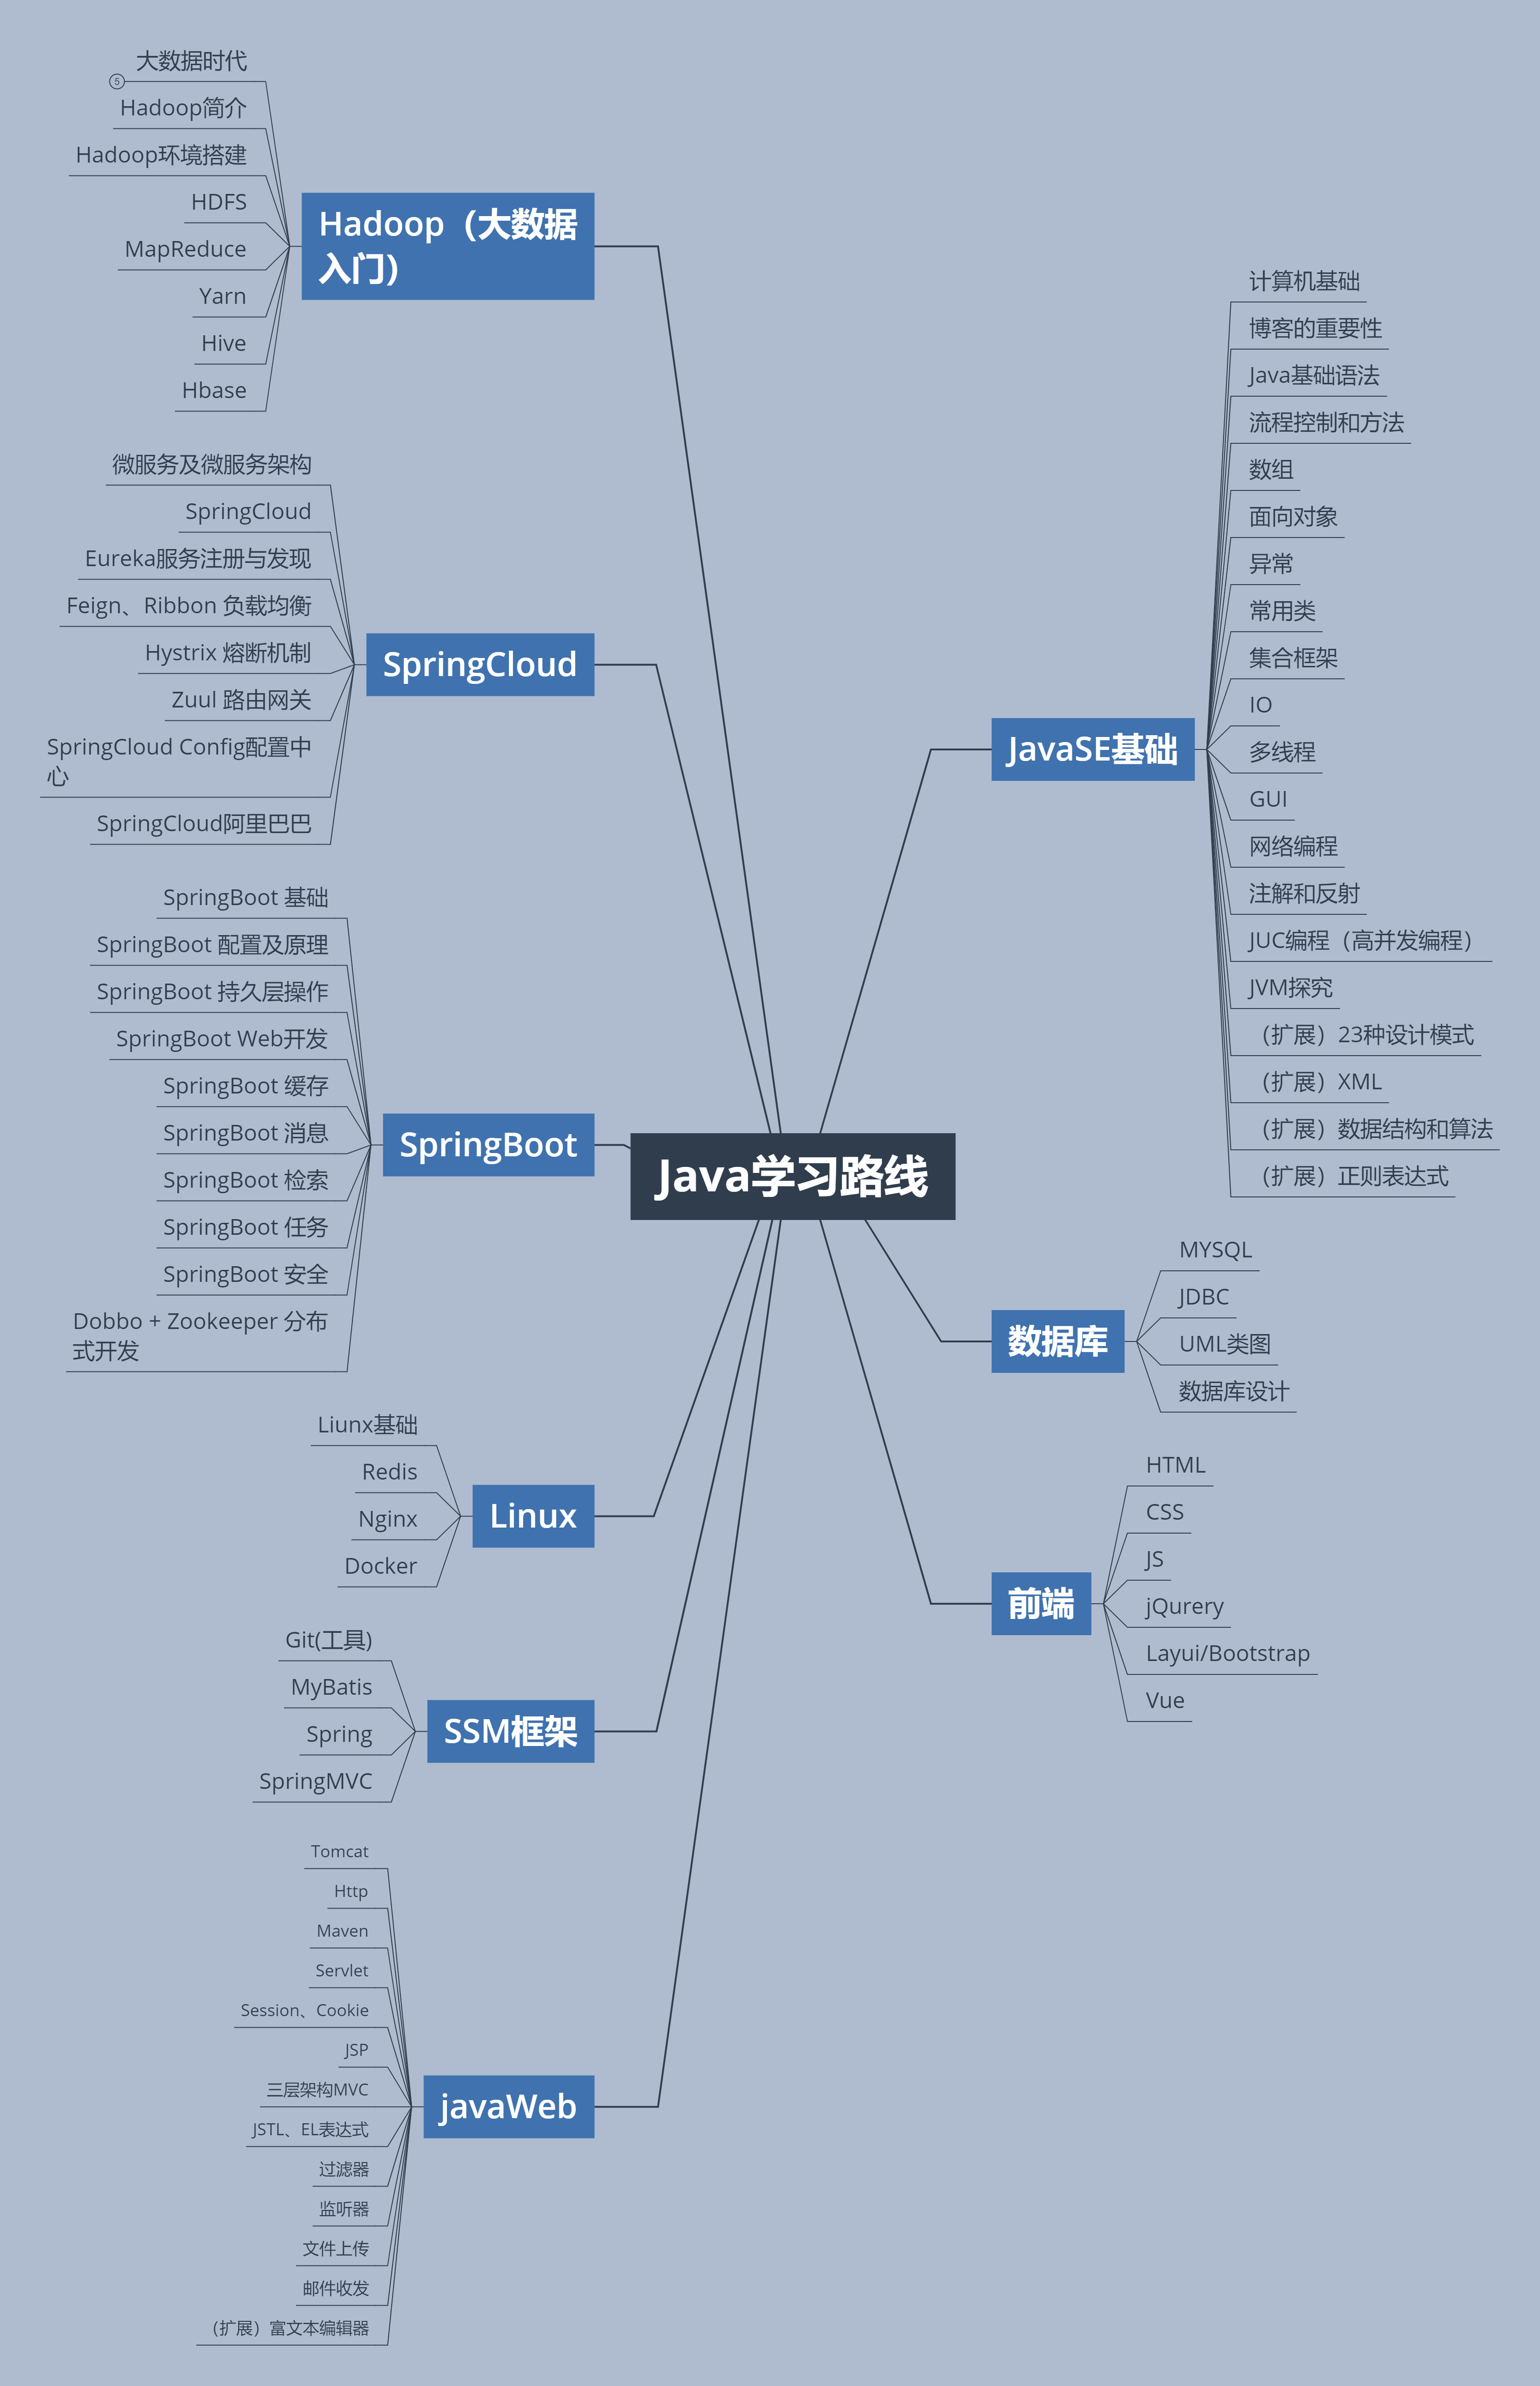 Java学习路线
JavaSE基础
计算机基础
博客的重要性
Java基础语法
流程控制和方法
数组
面向对象
异常
常用类
集合框架
IO
多线程
GUI
网络编程
注解和反射
JUC编程（高并发编程）
JVM探究
（扩展）23种设计模式
（扩展）XML
（扩展）数据结构和算法
（扩展）正则表达式
数据库
MYSQL
JDBC
UML类图
数据库设计
前端
HTML
CSS
JS
jQurery
Layui/Bootstrap
Vue
javaWeb
Tomcat
Http
Maven
Servlet
Session、Cookie
JSP
三层架构MVC
JSTL、EL表达式
过滤器
监听器
文件上传
邮件收发
（扩展）富文本编辑器
SSM框架
Git(工具)
MyBatis
Spring
SpringMVC
Linux
Liunx基础
Redis
Nginx
Docker
SpringBoot
SpringBoot 基础
SpringBoot 配置及原理
SpringBoot 持久层操作
SpringBoot Web开发
SpringBoot 缓存
SpringBoot 消息
SpringBoot 检索
SpringBoot 任务
SpringBoot 安全
Dobbo + Zookeeper 分布
式开发
SpringCloud
微服务及微服务架构
SpringCloud
Eureka服务注册与发现
Feign、Ribbon 负载均衡
Hystrix 熔断机制
Zuul 路由网关
SpringCloud Config配置中
心
SpringCloud阿里巴巴
Hadoop（大数据
入门）
大数据时代
5
Hadoop简介
Hadoop环境搭建
HDFS
MapReduce
Yarn
Hive
Hbase